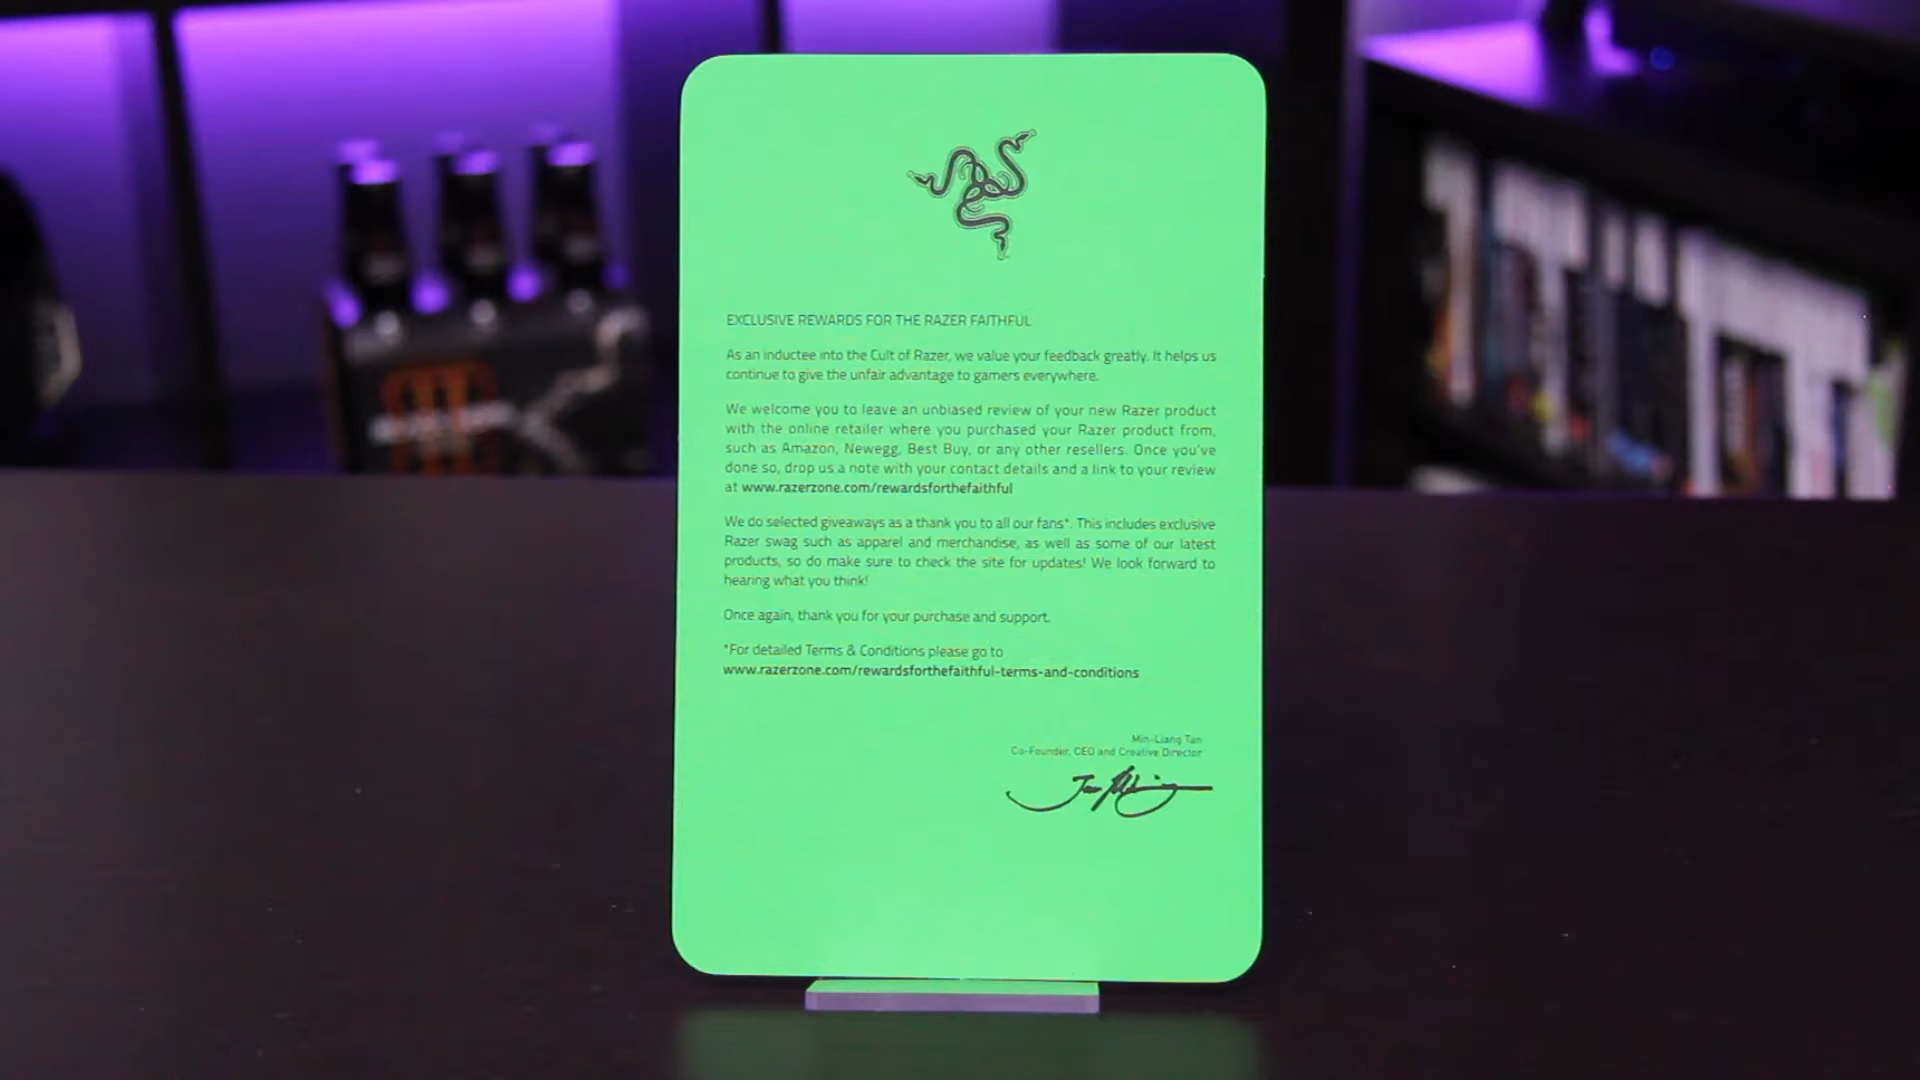 EXCLUSIVE REWARDS FOR THE RAZER FAITHFUL
As an inductee into the Cult of Razer, we value your feedback greatly. It helps us
continue to give the unfair advantage to gamers everywhere.
We welcome you to leave an unbiased review of your new Razer product
with the online retailer where you purchased your Razer product from,
such as Amazon, Newegg, Best Buy, or any other resellers. Once you've
done so, drop us a note with your contact details and a link to your review
at www.razerzone.com/rewardsforthefaithful
We do selected giveaways as a thank you to all our fans*. This includes exclusive
Razer swag such as apparel and merchandise, as well as some of our latest
products, so do make sure to check the site for updates! We look forward to
hearing what you think!
Once again, thank you for your purchase and support.
*For detailed Terms & Conditions please go to
www.razerzone.com/rewardsforthefaithful-terms-and-conditions
Min-Liang Tan
Co-Founder, CEO and Creative Director